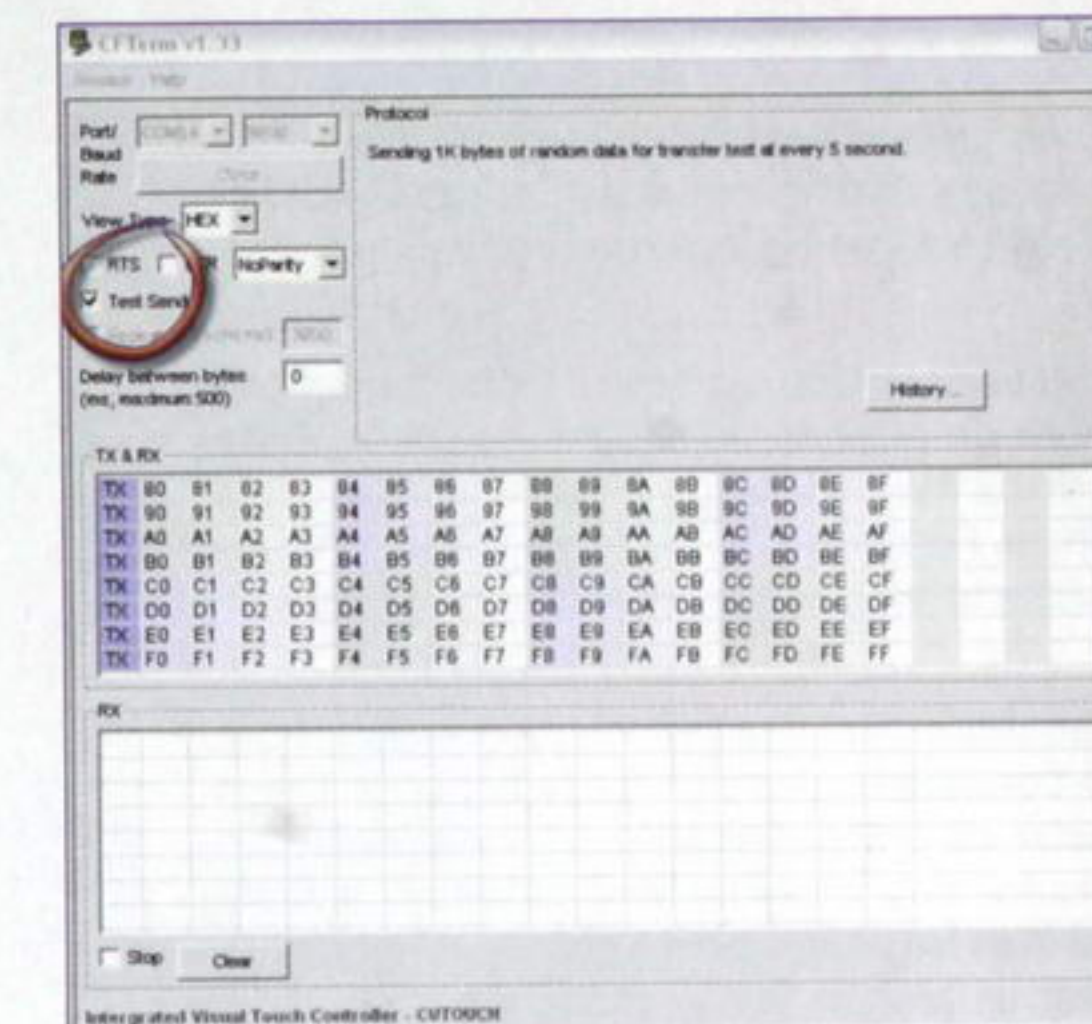 CFTerm v1.33
Help
Protocol
Port/
Baud
Rate
Close
Sending 1K bytes of random data for transfer test at every 5 second.
View Type HEX
RTS NoParity
Test Send
Delay between bytes 0
(ms, maximum 500)
History ...
TX & RX
TX 80 81 82 83 84 85 86 87 88 89 8A 8B 8C 8D 8E 8F
TX 90 91 92 93 94 95 96 97 98 99 9A 9B 9C 9D 9E 9F
TX A0 A1 A2 A3 A4 A5 A6 A7 A8 A9 AA AB AC AD AE AF
TX B0 B1 B2 B3 B4 B5 B6 B7 B8 B9 BA BB BC BD BE BF
TX C0 C1 C2 C3 C4 C5 C6 C7 C8 C9 CA CB CC CD CE CF
TX D0 D1 D2 D3 D4 D5 D6 D7 D8 D9 DA DB DC DD DE DF
TX E0 E1 E2 E3 E4 E5 E6 E7 E8 E9 EA EB EC ED EE EF
TX F0 F1 F2 F3 F4 F5 F6 F7 F8 F9 FA FB FC FD FE FF
RX
Stop Clear
Intergrated Visual Touch Controller - CUTOUCH